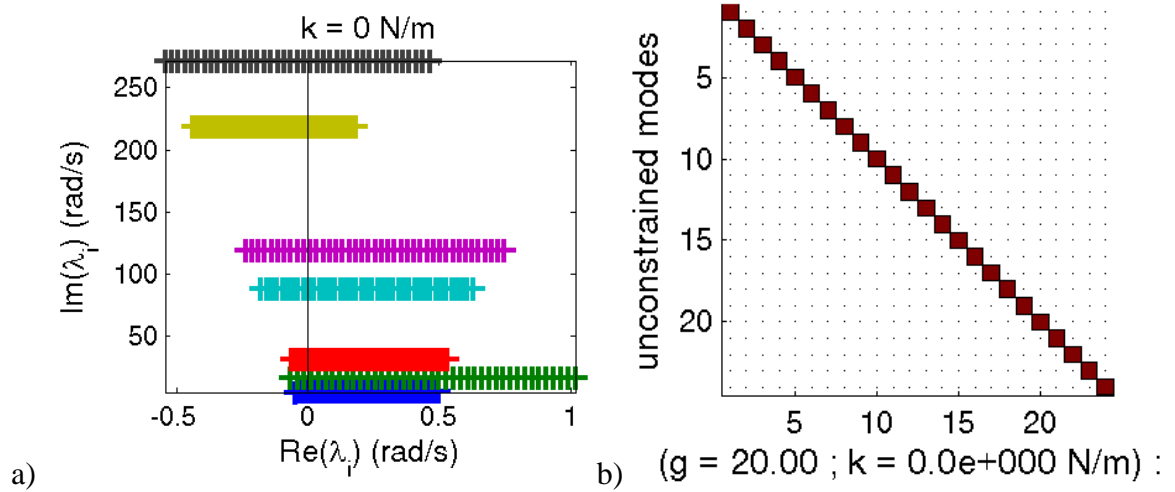 k = 0 N/m
250
200
150
100
50
Im(λi) (rad/s)
-0.5
0
0.5
1
Re(λi) (rad/s)
a)
unconstrained modes
5
10
15
20
5
10
15
20
(g = 20.00 ; k = 0.0e+000 N/m) :
b)